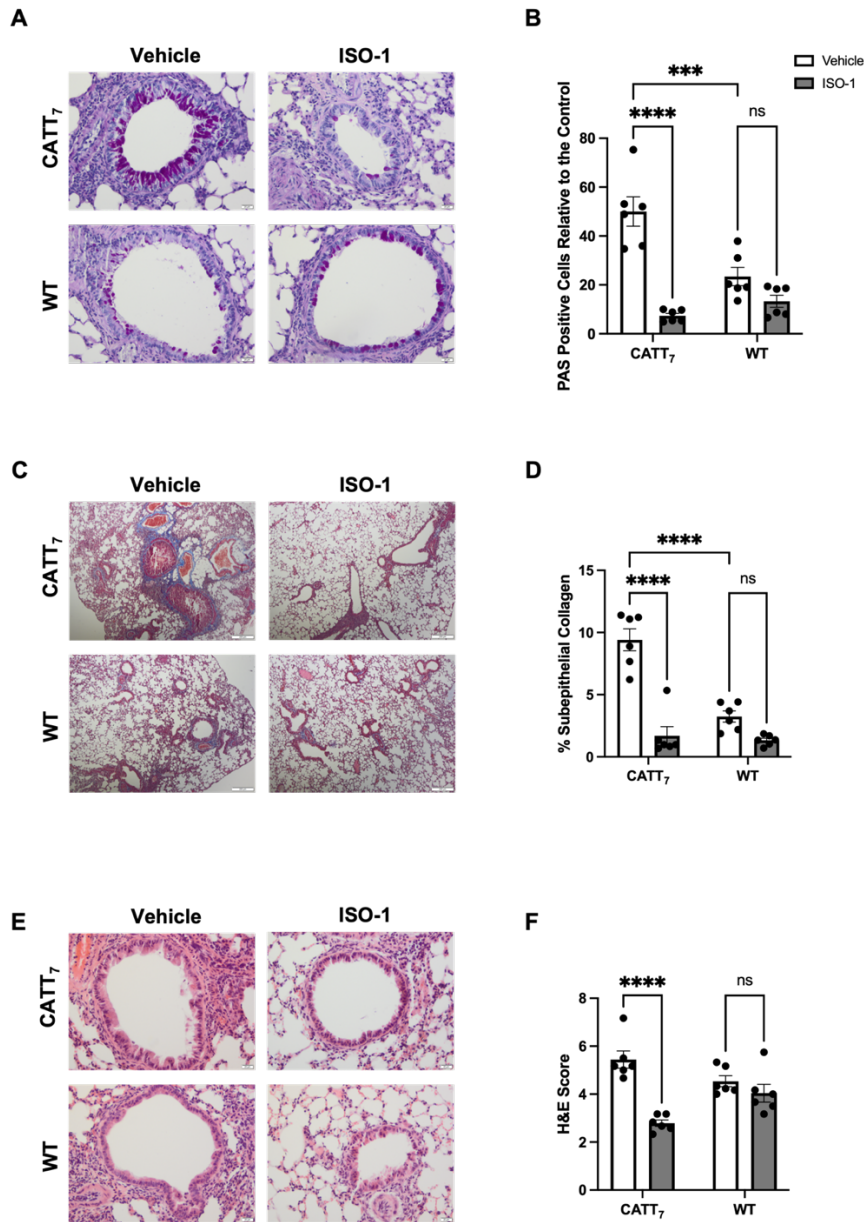 A
Vehicle
ISO-1
CATT7
WT
B
Vehicle
ISO-1
***
****
ns
PAS Positive Cells Relative to the Control
80
60
40
20
0
CATT7
WT
C
Vehicle
ISO-1
CATT7
WT
D
****
****
ns
% Subepithelial Collagen
15
10
5
0
CATT7
WT
E
Vehicle
ISO-1
CATT7
WT
F
****
ns
H&E Score
8
6
4
2
0
CATT7
WT